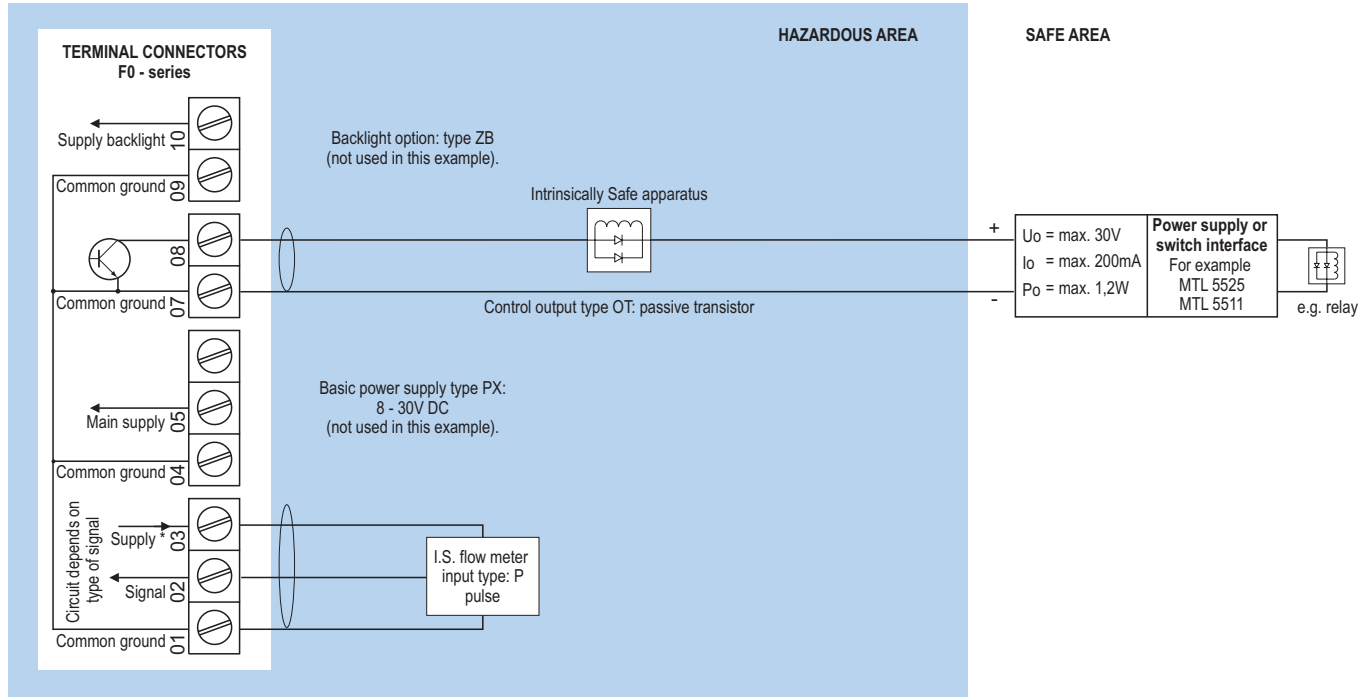 HAZARDOUS AREA
SAFE AREA
TERMINAL CONNECTORS
F0 - series
Supply backlight
10
Common ground
09
08
Common ground
07
Main supply
05
Common ground
04
Circuit depends on
type of signal
Supply *
03
Signal
02
Common ground
01
Backlight option: type ZB
(not used in this example).
Intrinsically Safe apparatus
Control output type OT: passive transistor
Basic power supply type PX:
8 - 30V DC
(not used in this example).
I.S. flow meter
input type: P
pulse
+
-
Uo = max. 30V
Io = max. 200mA
Po = max. 1,2W
Power supply or
switch interface
For example
MTL 5525
MTL 5511
e.g. relay